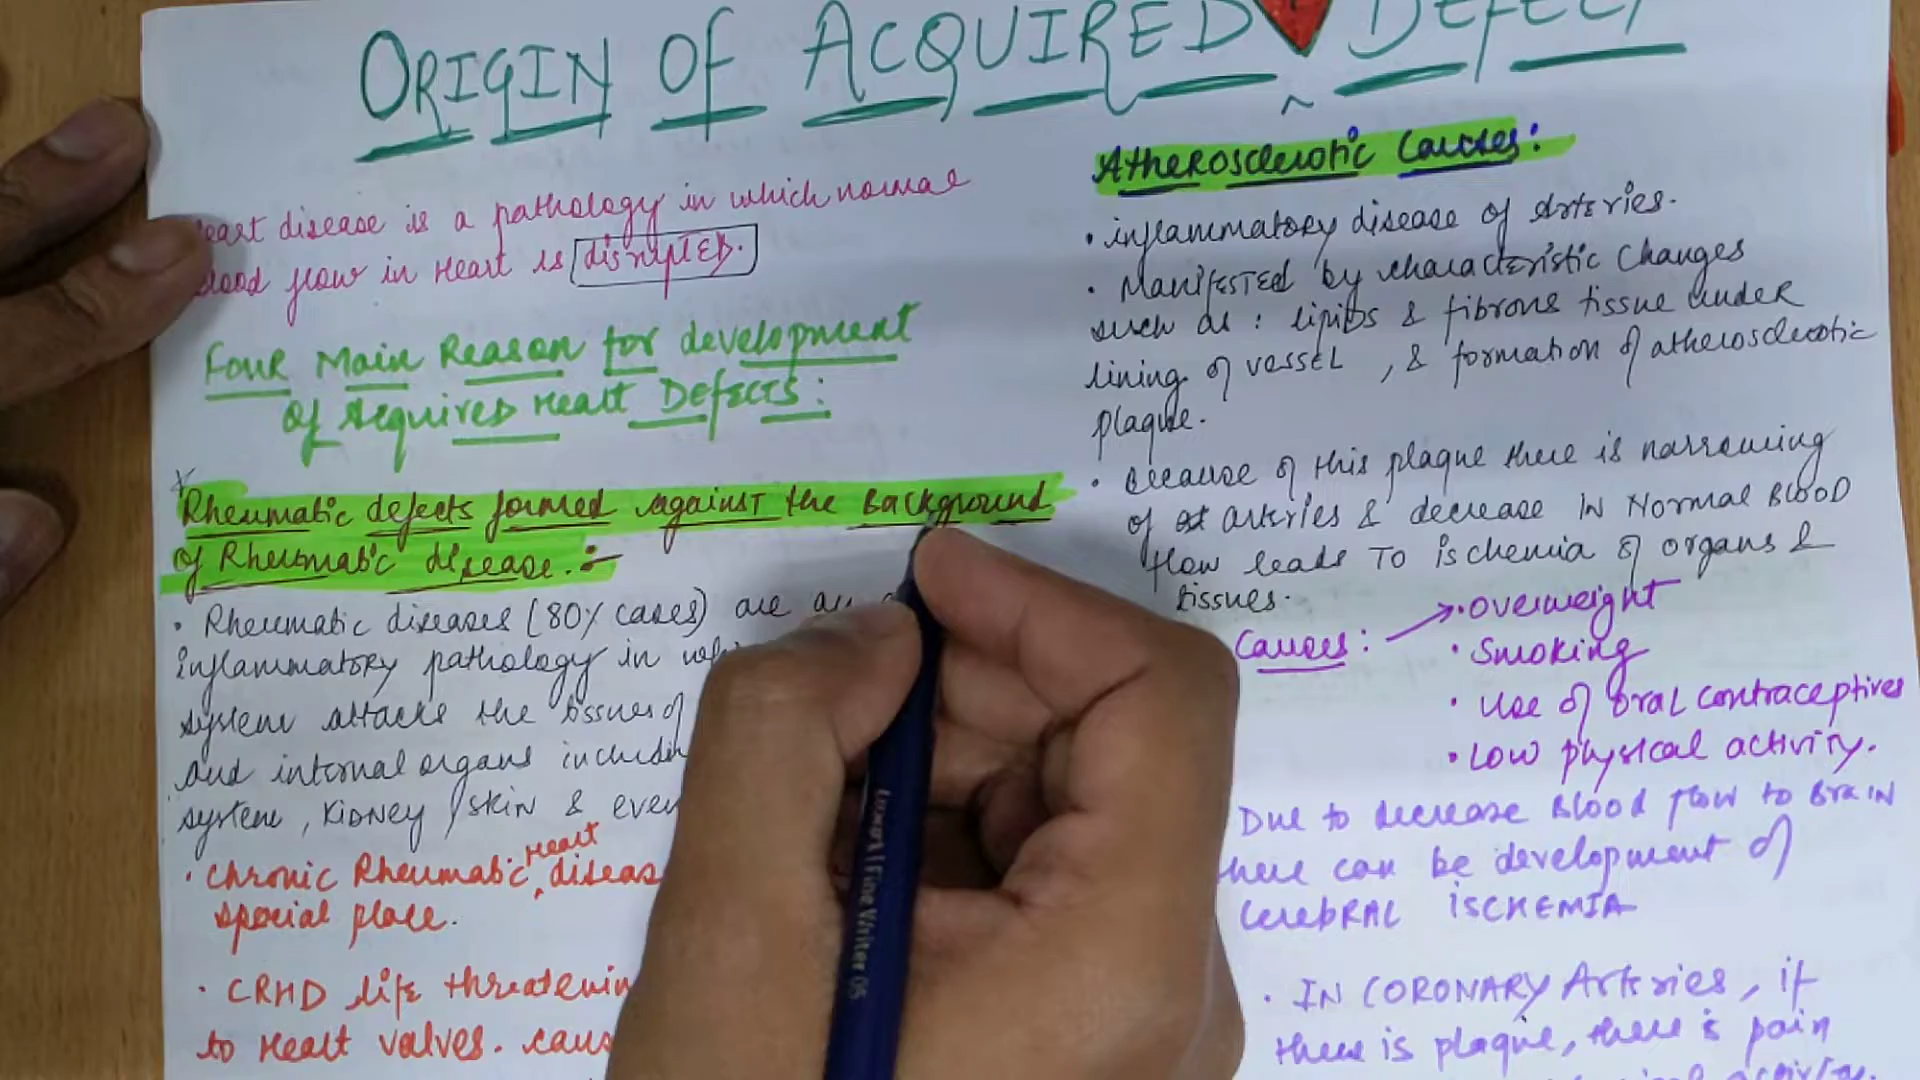 ORIGIN OF ACQUIRED DEFECT
Heart disease is a pathology in which normal
blood flow in Heart is disrupted.
Four Main Reason for development
of Acquired Heart Defects:
Rheumatic defects formed against the Background
of Rheumatic disease :-
• Rheumatic diseases (80% cases) are
inflammatory pathology in
system attacks the tissues of
and internal organs
system, Kidney / skin &
• Chronic Rheumatic Heart
special place.
• CRHD life
to Heart valves.
Atherosclerotic Causes:
• inflammatory disease of Arteries.
• Manifested by characteristic changes
such as: lipids & fibrous tissue under
lining of vessel, & formation of atherosclerotic
plaque.
• Because of this plaque there is narrowing
of arteries & decrease in Normal Blood
flow leads To ischemia of organs &
tissues.
Causes: → • Overweight
• Smoking
• Use of oral contraceptives
• Low physical activity.
Due to decrease Blood flow to Brain
there can be development of
Cerebral ISCHEMIA
• IN CORONARY Arteries, if
there is plaque, there is pain
Luxor | Fine Writer 05